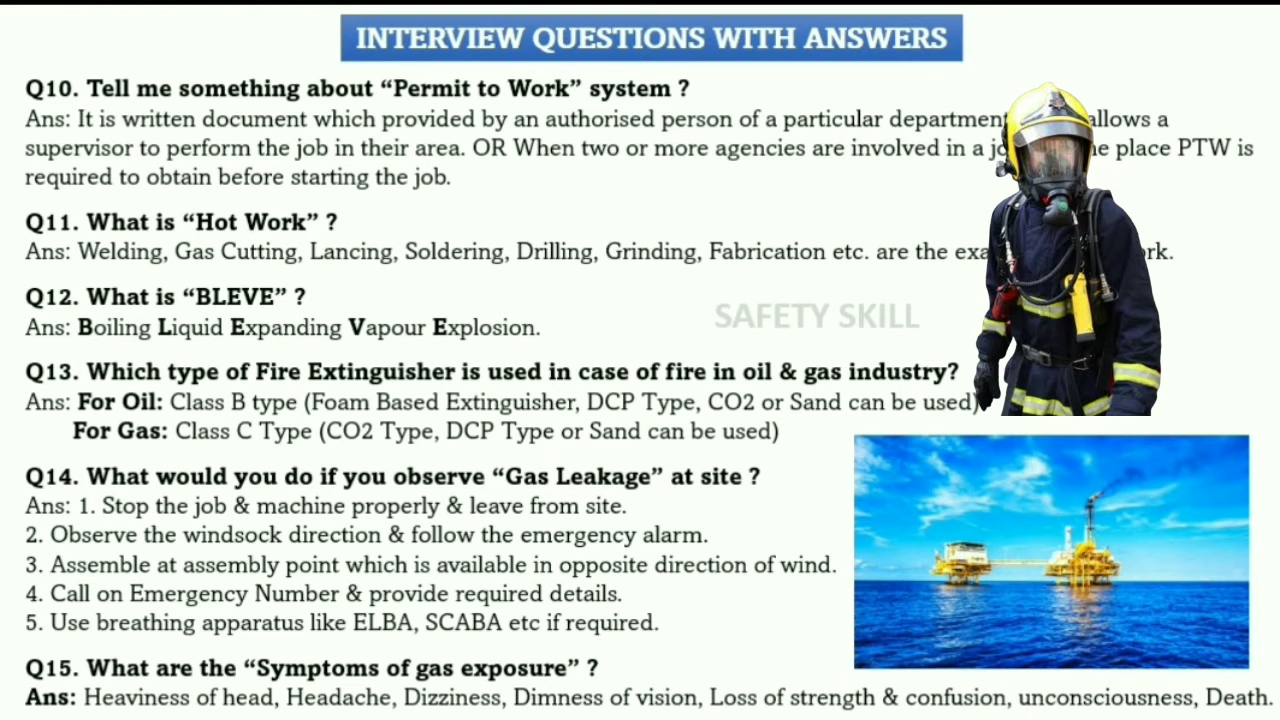 INTERVIEW QUESTIONS WITH ANSWERS
Q10. Tell me something about “Permit to Work” system ?
Ans: It is written document which provided by an authorised person of a particular department allows a
supervisor to perform the job in their area. OR When two or more agencies are involved in a place PTW is
required to obtain before starting the job.
Q11. What is “Hot Work” ?
Ans: Welding, Gas Cutting, Lancing, Soldering, Drilling, Grinding, Fabrication etc. are the
Q12. What is “BLEVE” ?
Ans: Boiling Liquid Expanding Vapour Explosion.
SAFETY SKILL
Q13. Which type of Fire Extinguisher is used in case of fire in oil & gas industry?
Ans: For Oil: Class B type (Foam Based Extinguisher, DCP Type, CO2 or Sand can be used)
For Gas: Class C Type (CO2 Type, DCP Type or Sand can be used)
Q14. What would you do if you observe “Gas Leakage” at site ?
Ans: 1. Stop the job & machine properly & leave from site.
2. Observe the windsock direction & follow the emergency alarm.
3. Assemble at assembly point which is available in opposite direction of wind.
4. Call on Emergency Number & provide required details.
5. Use breathing apparatus like ELBA, SCABA etc if required.
Q15. What are the “Symptoms of gas exposure” ?
Ans: Heaviness of head, Headache, Dizziness, Dimness of vision, Loss of strength & confusion, unconsciousness, Death.